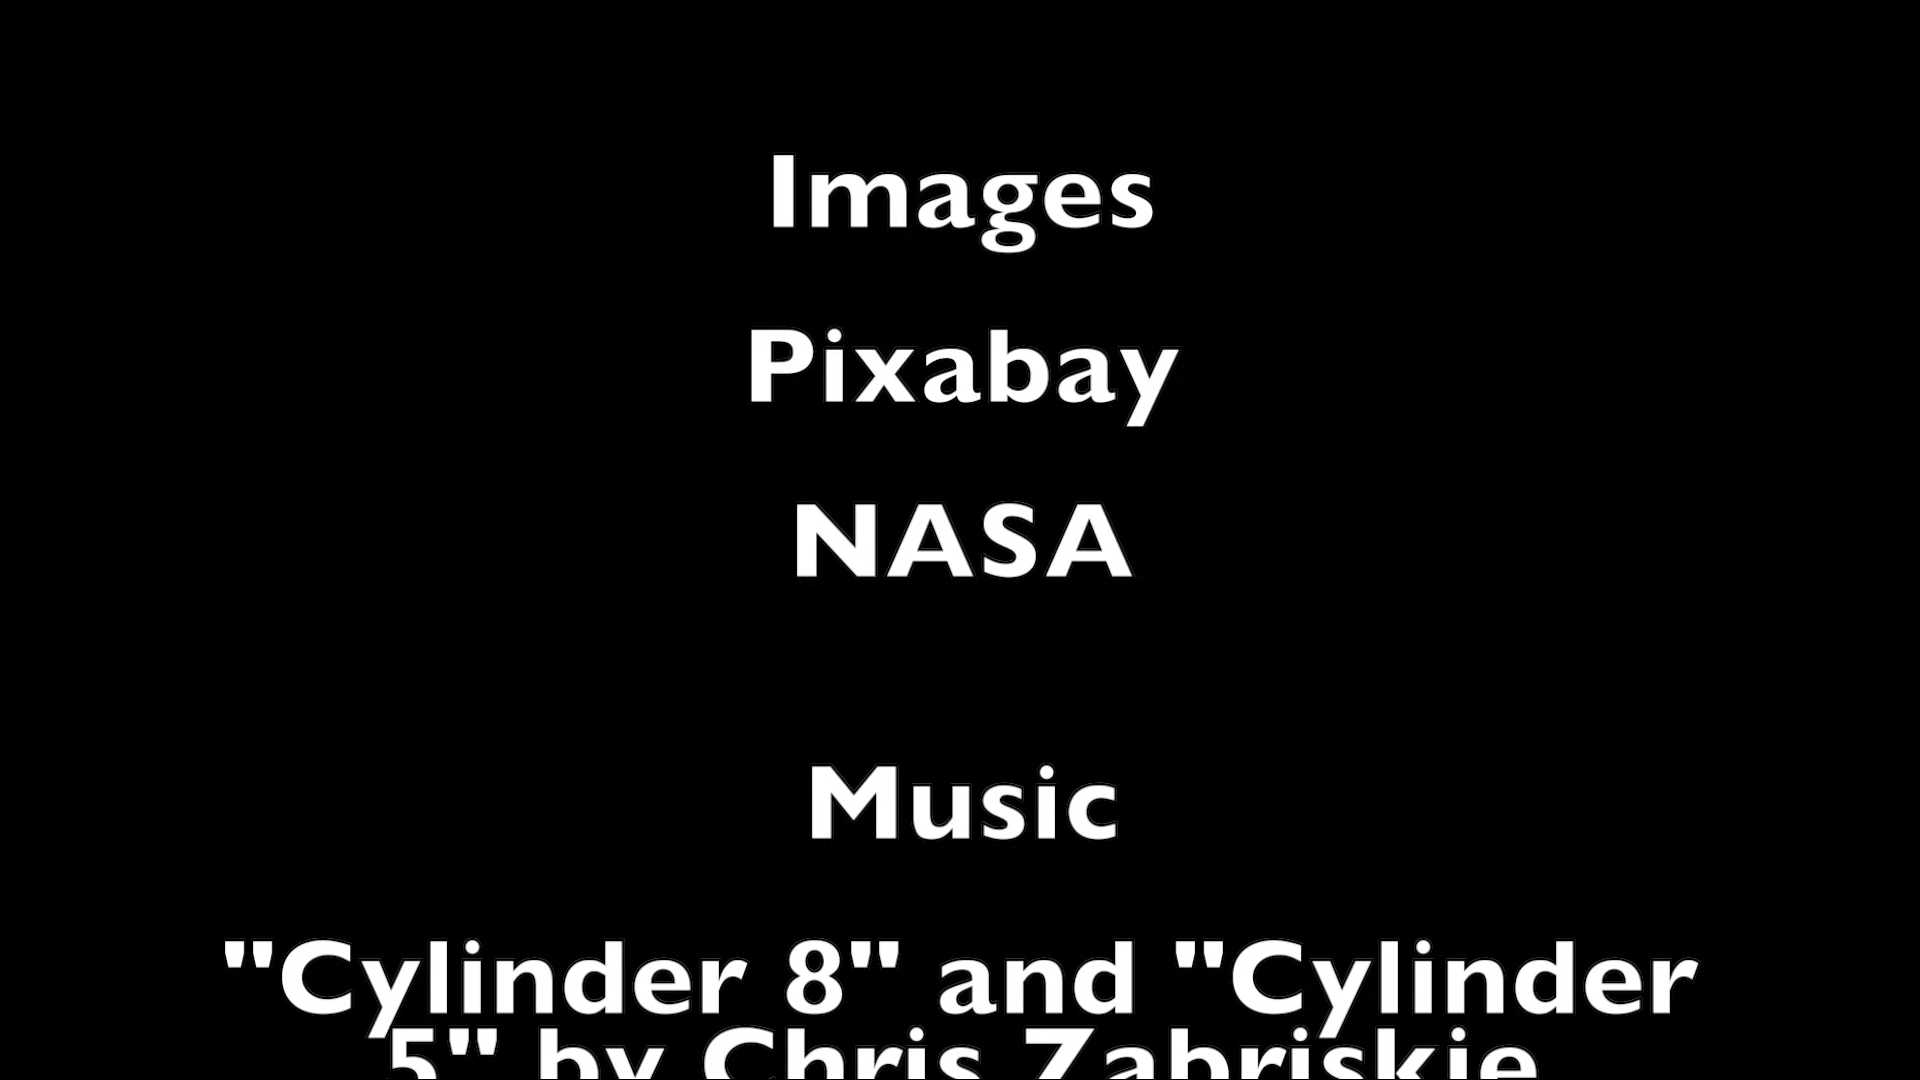 Images
Pixabay
NASA
Music
"Cylinder 8" and "Cylinder
5" by Chris Zabriskie